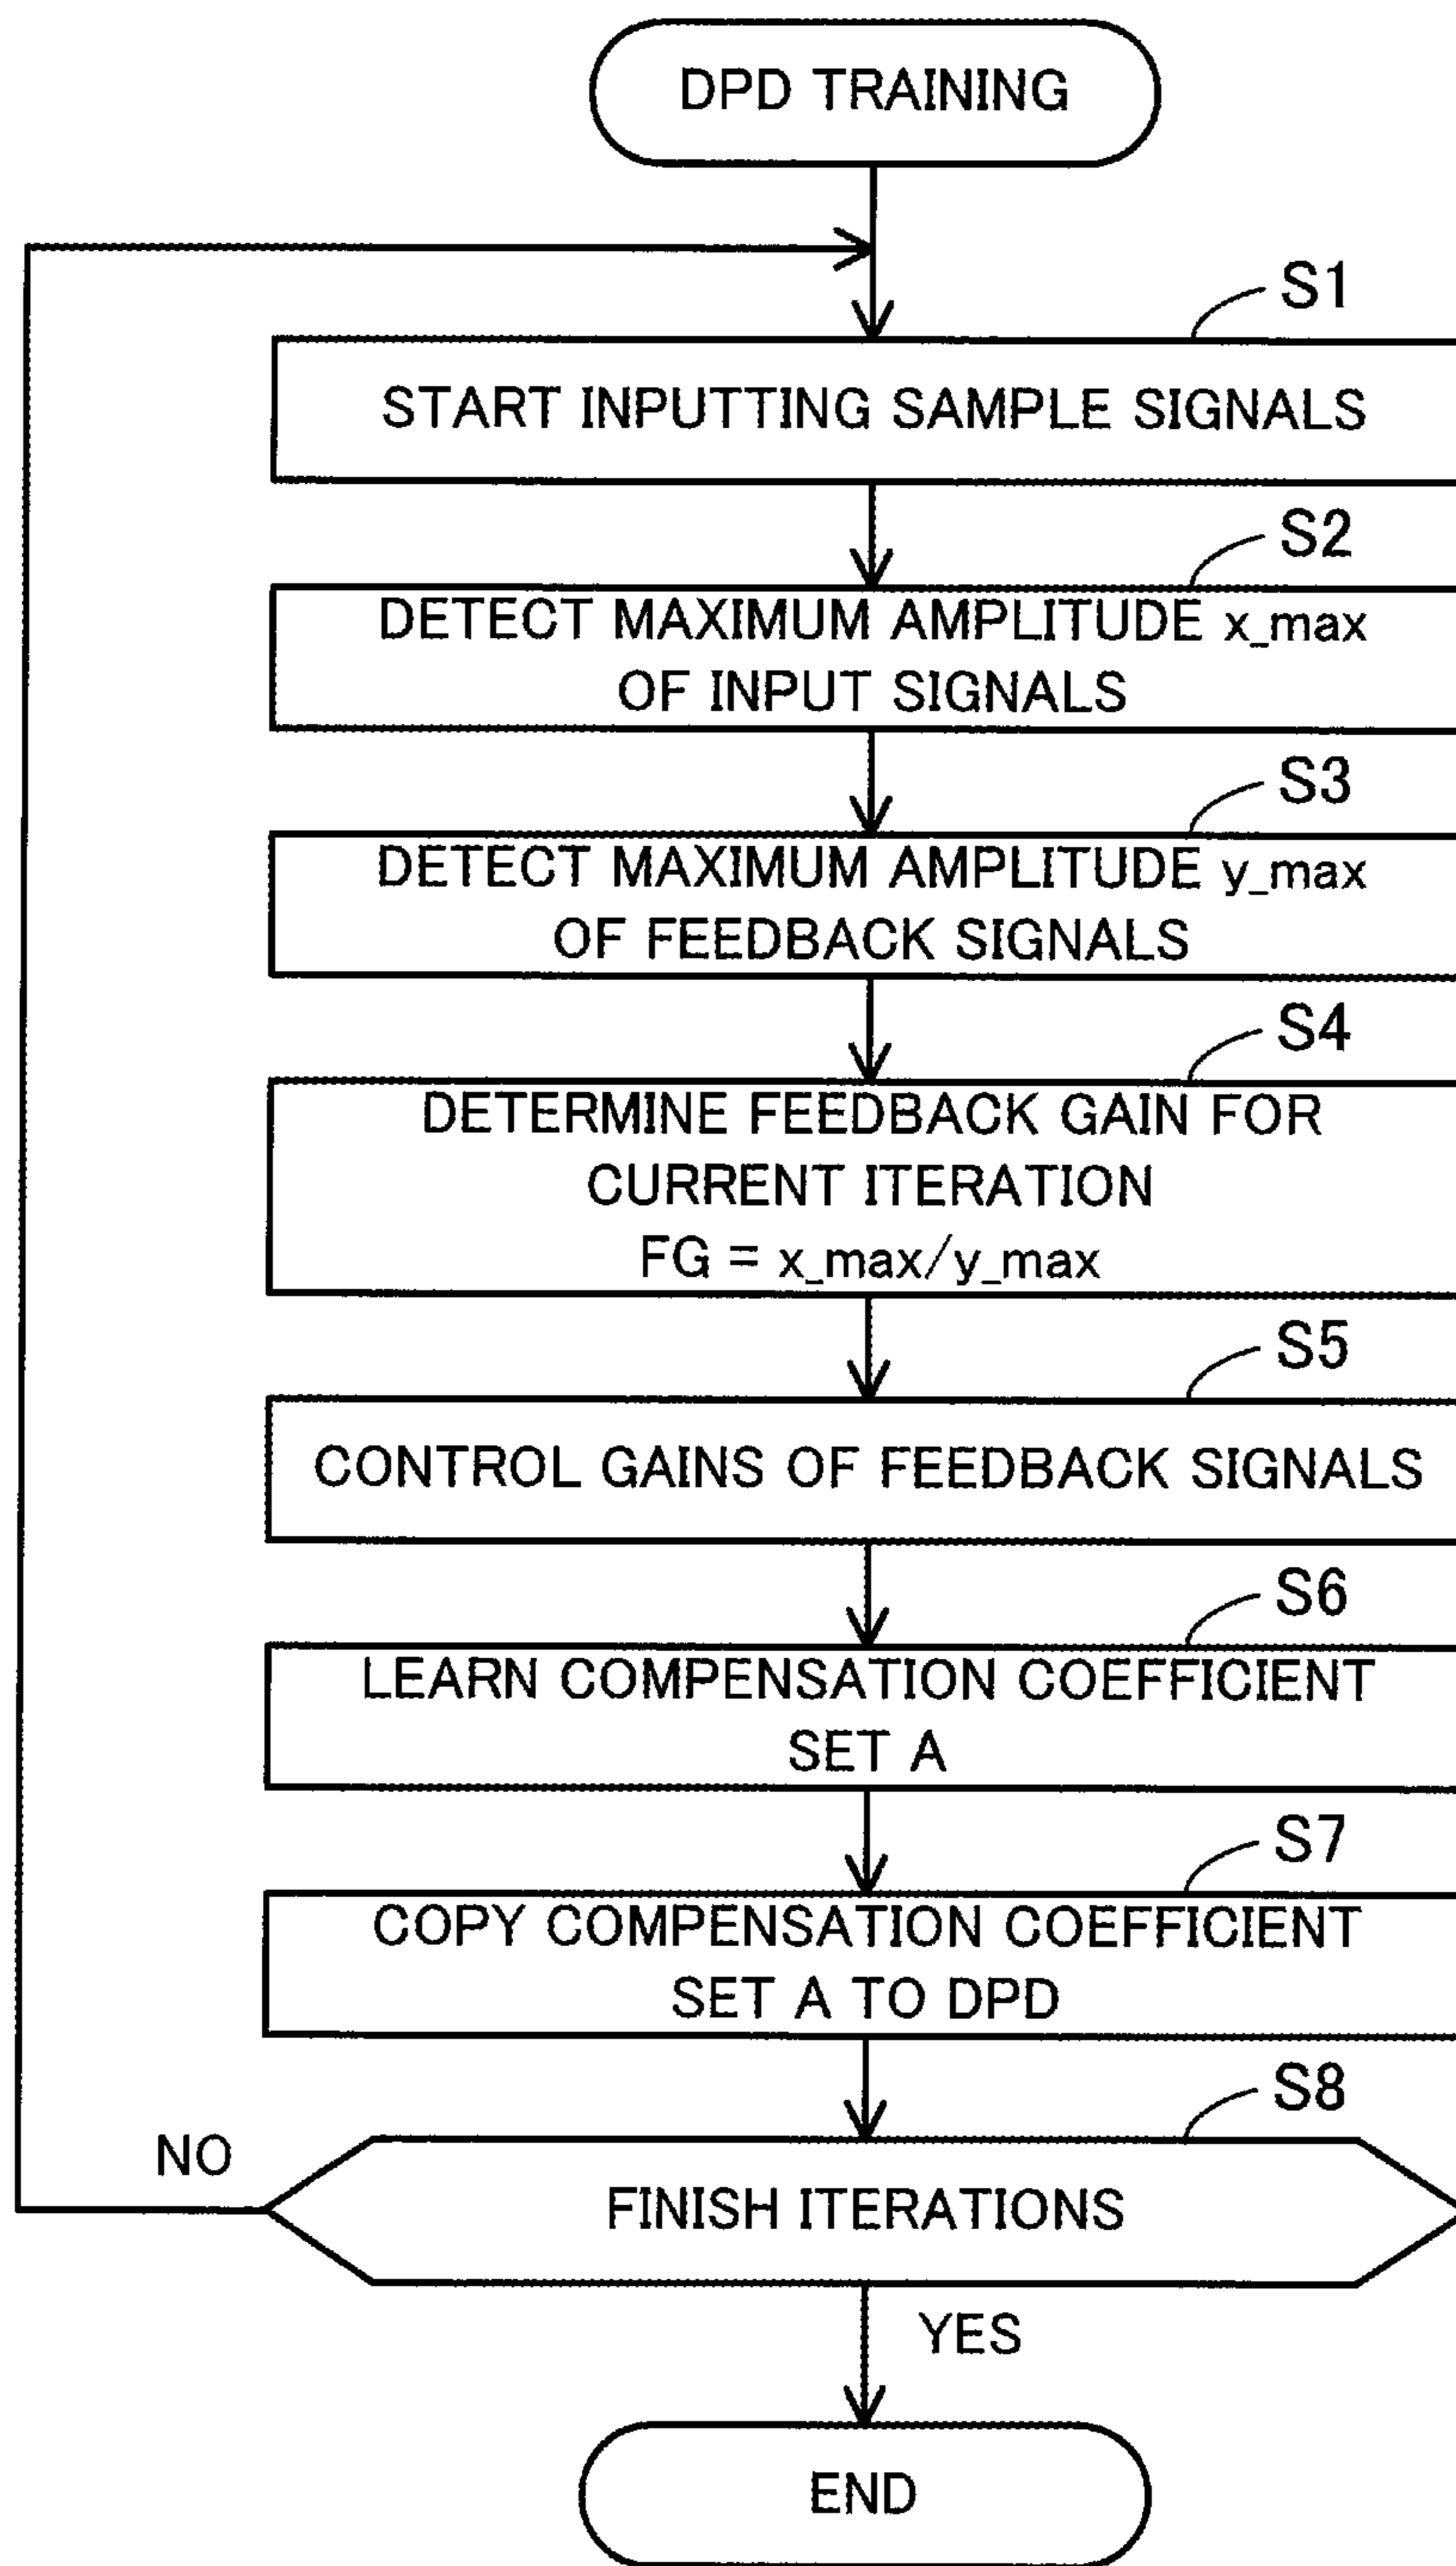 DPD TRAINING
S1
START INPUTTING SAMPLE SIGNALS
S2
DETECT MAXIMUM AMPLITUDE x_max
OF INPUT SIGNALS
S3
DETECT MAXIMUM AMPLITUDE y_max
OF FEEDBACK SIGNALS
S4
DETERMINE FEEDBACK GAIN FOR
CURRENT ITERATION
FG = x_max/y_max
S5
CONTROL GAINS OF FEEDBACK SIGNALS
S6
LEARN COMPENSATION COEFFICIENT
SET A
S7
COPY COMPENSATION COEFFICIENT
SET A TO DPD
S8
NO
FINISH ITERATIONS
YES
END